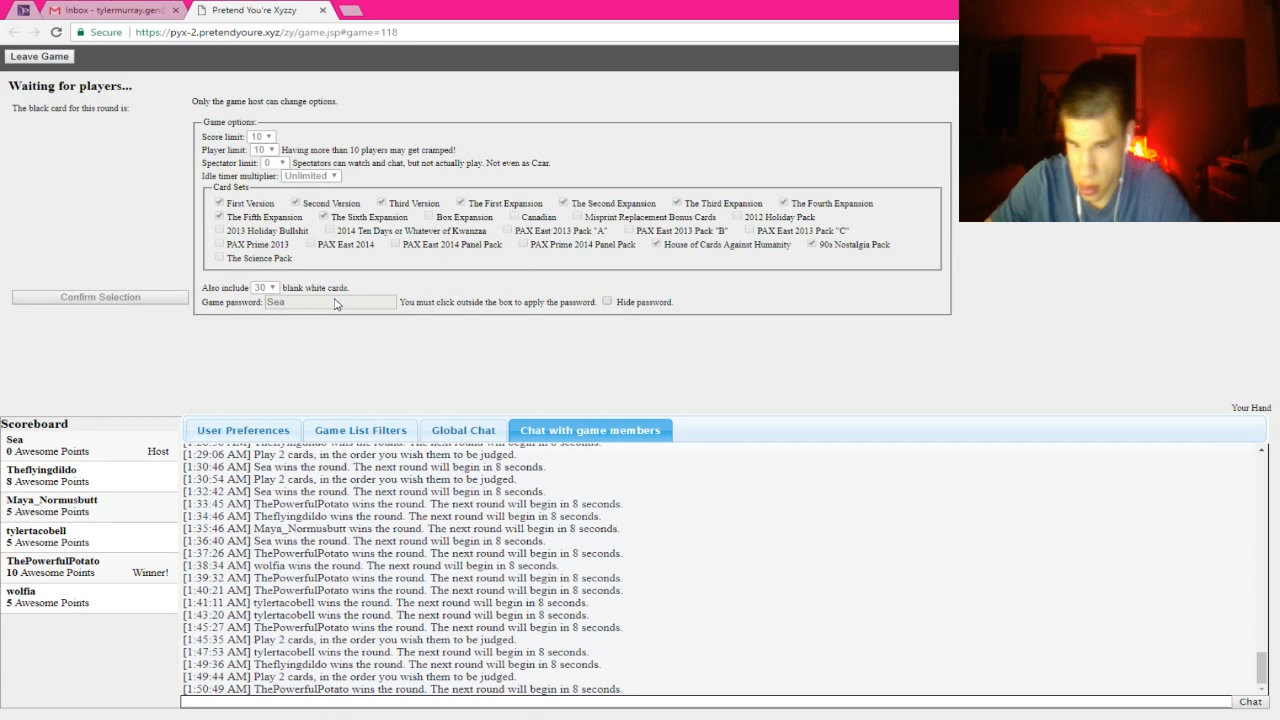 Inbox - tylermurray.gen
Pretend You're Xyzzy
Secure
https://pyx-2.pretendyoure.xyz/zy/game.jsp#game=118
Leave Game
Waiting for players...
The black card for this round is:
Only the game host can change options.
Game options:
Score limit: 10
Player limit: 10 Having more than 10 players may get cramped!
Spectator limit: 0 Spectators can watch and chat, but not actually play. Not even as Czar.
Idle timer multiplier: Unlimited
Card Sets
First Version Second Version Third Version The First Expansion The Second Expansion The Third Expansion The Fourth Expansion
The Fifth Expansion The Sixth Expansion Box Expansion Canadian Misprint Replacement Bonus Cards 2012 Holiday Pack
2013 Holiday Bullshit 2014 Ten Days or Whatever of Kwanzaa PAX East 2013 Pack "A" PAX East 2013 Pack "B" PAX East 2013 Pack "C"
PAX Prime 2013 PAX East 2014 PAX East 2014 Panel Pack PAX Prime 2014 Panel Pack House of Cards Against Humanity 90s Nostalgia Pack
The Science Pack
Also include 30 blank white cards.
Confirm Selection
Game password: Sea You must click outside the box to apply the password. Hide password.
Your Hand
Scoreboard
Sea
0 Awesome Points Host
Theflyingdildo
8 Awesome Points
Maya_Normusbutt
5 Awesome Points
tylertacobell
5 Awesome Points
ThePowerfulPotato
10 Awesome Points Winner!
wolfia
5 Awesome Points
User Preferences Game List Filters Global Chat Chat with game members
[1:29:06 AM] Play 2 cards, in the order you wish them to be judged.
[1:30:46 AM] Sea wins the round. The next round will begin in 8 seconds.
[1:30:54 AM] Play 2 cards, in the order you wish them to be judged.
[1:32:42 AM] Sea wins the round. The next round will begin in 8 seconds.
[1:33:45 AM] ThePowerfulPotato wins the round. The next round will begin in 8 seconds.
[1:34:46 AM] Theflyingdildo wins the round. The next round will begin in 8 seconds.
[1:35:46 AM] Maya_Normusbutt wins the round. The next round will begin in 8 seconds.
[1:36:40 AM] Sea wins the round. The next round will begin in 8 seconds.
[1:37:26 AM] ThePowerfulPotato wins the round. The next round will begin in 8 seconds.
[1:38:34 AM] wolfia wins the round. The next round will begin in 8 seconds.
[1:39:32 AM] ThePowerfulPotato wins the round. The next round will begin in 8 seconds.
[1:40:21 AM] ThePowerfulPotato wins the round. The next round will begin in 8 seconds.
[1:41:11 AM] tylertacobell wins the round. The next round will begin in 8 seconds.
[1:43:20 AM] tylertacobell wins the round. The next round will begin in 8 seconds.
[1:45:27 AM] ThePowerfulPotato wins the round. The next round will begin in 8 seconds.
[1:45:35 AM] Play 2 cards, in the order you wish them to be judged.
[1:47:53 AM] tylertacobell wins the round. The next round will begin in 8 seconds.
[1:49:36 AM] Theflyingdildo wins the round. The next round will begin in 8 seconds.
[1:49:44 AM] Play 2 cards, in the order you wish them to be judged.
[1:50:49 AM] ThePowerfulPotato wins the round. The next round will begin in 8 seconds.
Chat